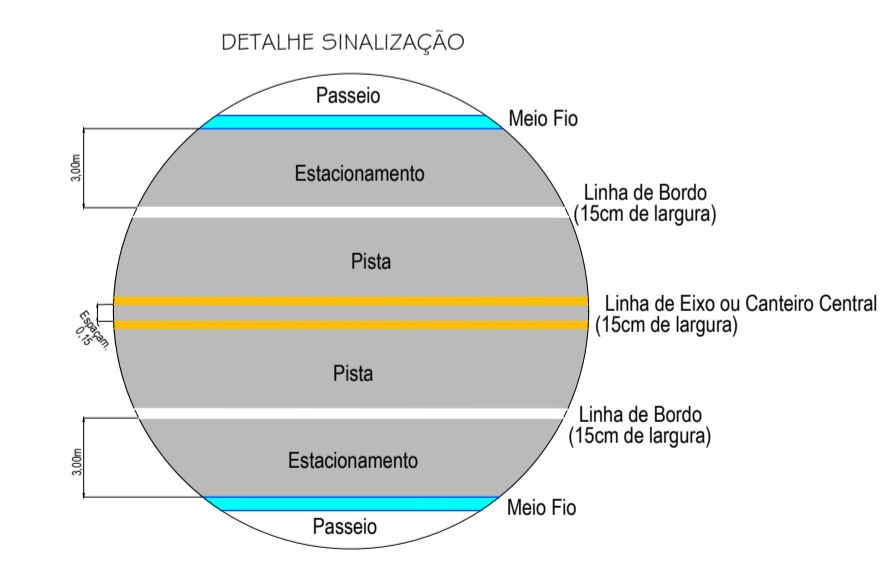 DETALHE SINALIZAÇÃO
Passeio
Meio Fio
3,00m
Estacionamento
Linha de Bordo
(15cm de largura)
Pista
Linha de Eixo ou Canteiro Central
(15cm de largura)
Espaçam.
0,15
Pista
Linha de Bordo
(15cm de largura)
3,00m
Estacionamento
Meio Fio
Passeio